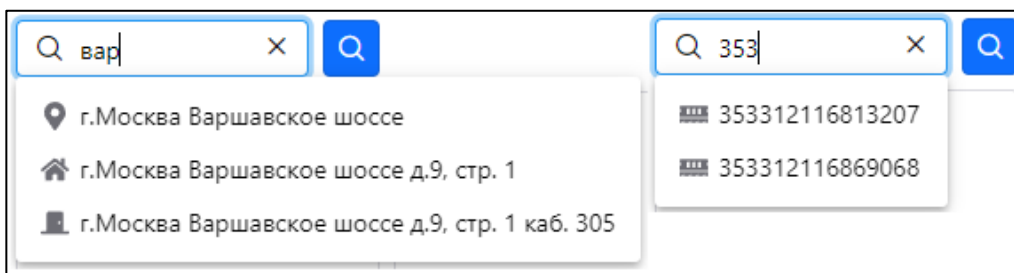 вар
г.Москва Варшавское шоссе
г.Москва Варшавское шоссе д.9, стр. 1
г.Москва Варшавское шоссе д.9, стр. 1 каб. 305
353
353312116813207
353312116869068